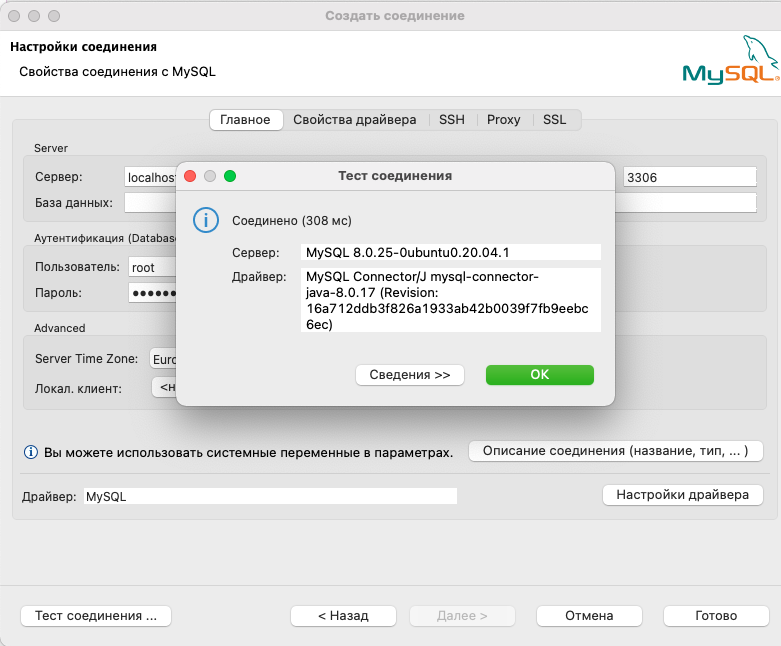 Создать соединение
Настройки соединения
Свойства соединения с MySQL
MySQL®
Главное Свойства драйвера SSH Proxy SSL
Server
Сервер: localhos 3306
База данных:
Аутентификация (Database
Пользователь: root
Пароль: ••••••
Advanced
Server Time Zone: Euro
Локал. клиент: <н
Тест соединения
Соединено (308 мс)
Сервер: MySQL 8.0.25-0ubuntu0.20.04.1
Драйвер: MySQL Connector/J mysql-connector-
java-8.0.17 (Revision:
16a712ddb3f826a1933ab42b0039f7fb9eebc
6ec)
Сведения >> OK
Вы можете использовать системные переменные в параметрах. Описание соединения (название, тип, ... )
Драйвер: MySQL Настройки драйвера
Тест соединения ... < Назад Далее > Отмена Готово